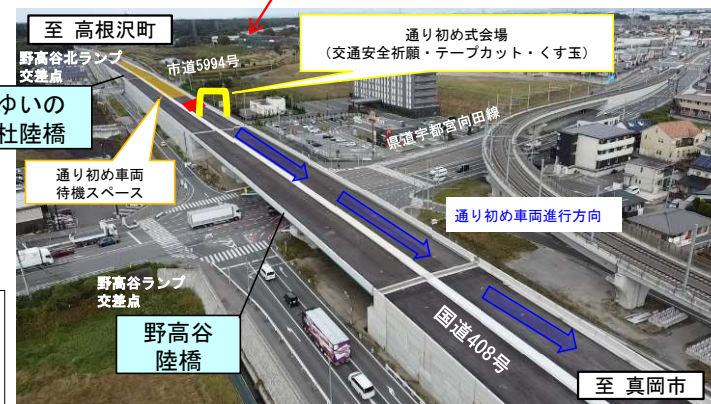 至 高根沢町
野高谷北ランプ
交差点
市道5994号
通り初め式会場
（交通安全祈願・テープカット・くす玉）
ゆいの
杜陸橋
県道宇都宮向田線
通り初め車両
待機スペース
通り初め車両進行方向
野高谷ランプ
交差点
野高谷
陸橋
国道408号
至 真岡市